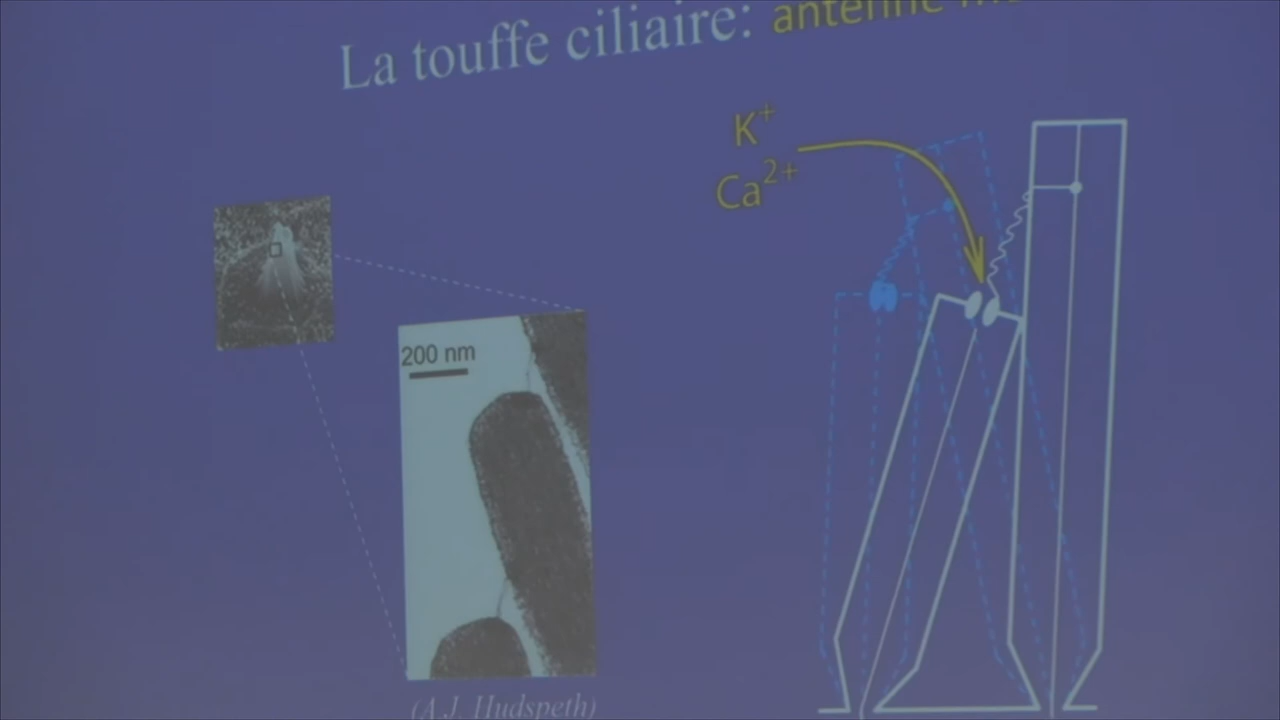 La touffe ciliaire: antenne
K+
Ca2+
200 nm
(A.J. Hudspeth)